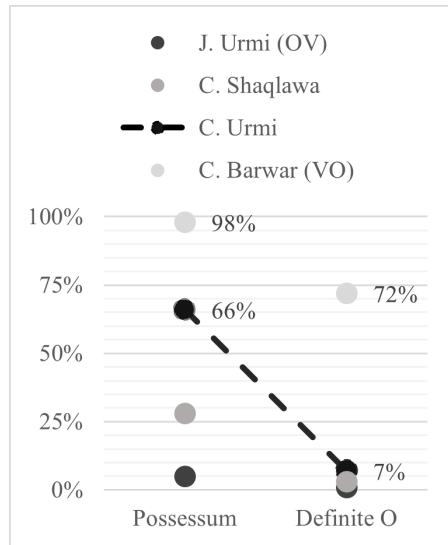 J. Urmi (OV)
C. Shaqlawa
C. Urmi
C. Barwar (VO)
100%
98%
75%
72%
66%
50%
25%
7%
0%
Possessum Definite O